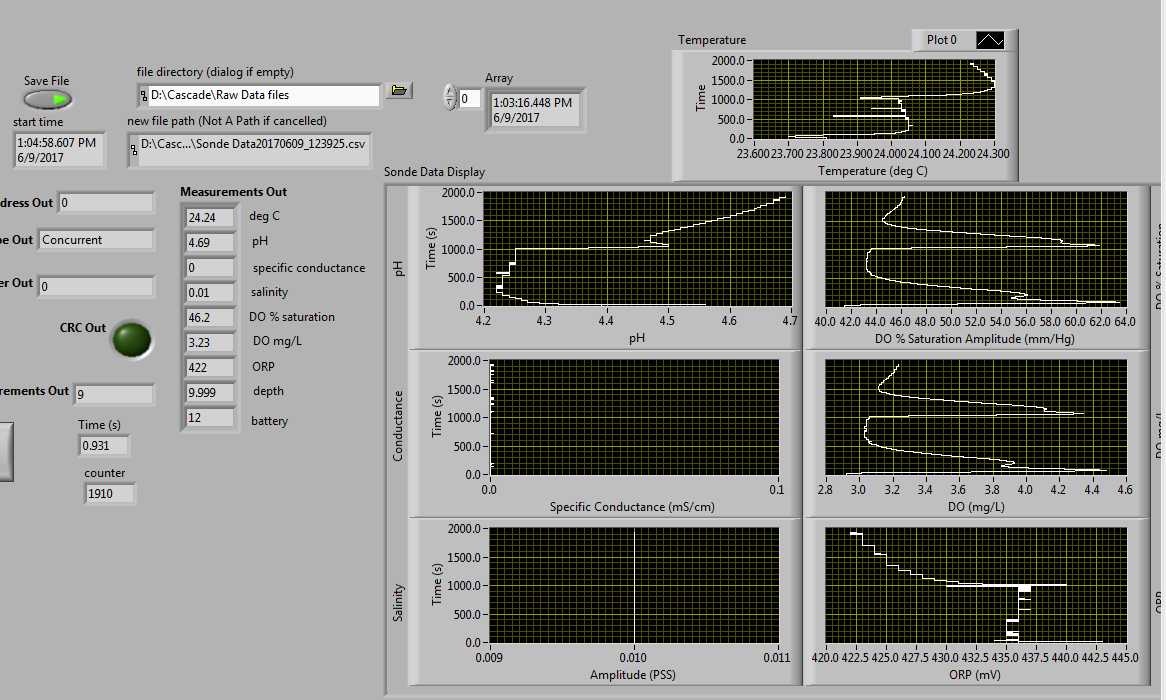 Save File
start time
1:04:58.607 PM
6/9/2017
file directory (dialog if empty)
D:\Cascade\Raw Data files
new file path (Not A Path if cancelled)
D:\Casc...\Sonde Data20170609_123925.csv
0
Array
1:03:16.448 PM
6/9/2017
Temperature
Plot 0
2000.0
1500.0
1000.0
500.0
0.0
Time
23.600 23.700 23.800 23.900 24.000 24.100 24.200 24.300
Temperature (deg C)
dress Out 0
pe Out Concurrent
er Out 0
CRC Out
rements Out 9
Time (s)
0.931
counter
1910
Measurements Out
24.24 deg C
4.69 pH
0 specific conductance
0.01 salinity
46.2 DO % saturation
3.23 DO mg/L
422 ORP
9.999 depth
12 battery
Sonde Data Display
pH
Time (s)
2000.0
1500.0
1000.0
500.0
0.0
4.2 4.3 4.4 4.5 4.6 4.7
pH
40.0 42.0 44.0 46.0 48.0 50.0 52.0 54.0 56.0 58.0 60.0 62.0 64.0
DO % Saturation Amplitude (mm/Hg)
DO % Saturation
Conductance
Time (s)
2000.0
1500.0
1000.0
500.0
0.0
0.0 0.1
Specific Conductance (mS/cm)
2.8 3.0 3.2 3.4 3.6 3.8 4.0 4.2 4.4 4.6
DO (mg/L)
DO mg/L
Salinity
Time (s)
2000.0
1500.0
1000.0
500.0
0.0
0.009 0.010 0.011
Amplitude (PSS)
420.0 422.5 425.0 427.5 430.0 432.5 435.0 437.5 440.0 442.5 445.0
ORP (mV)
ORP